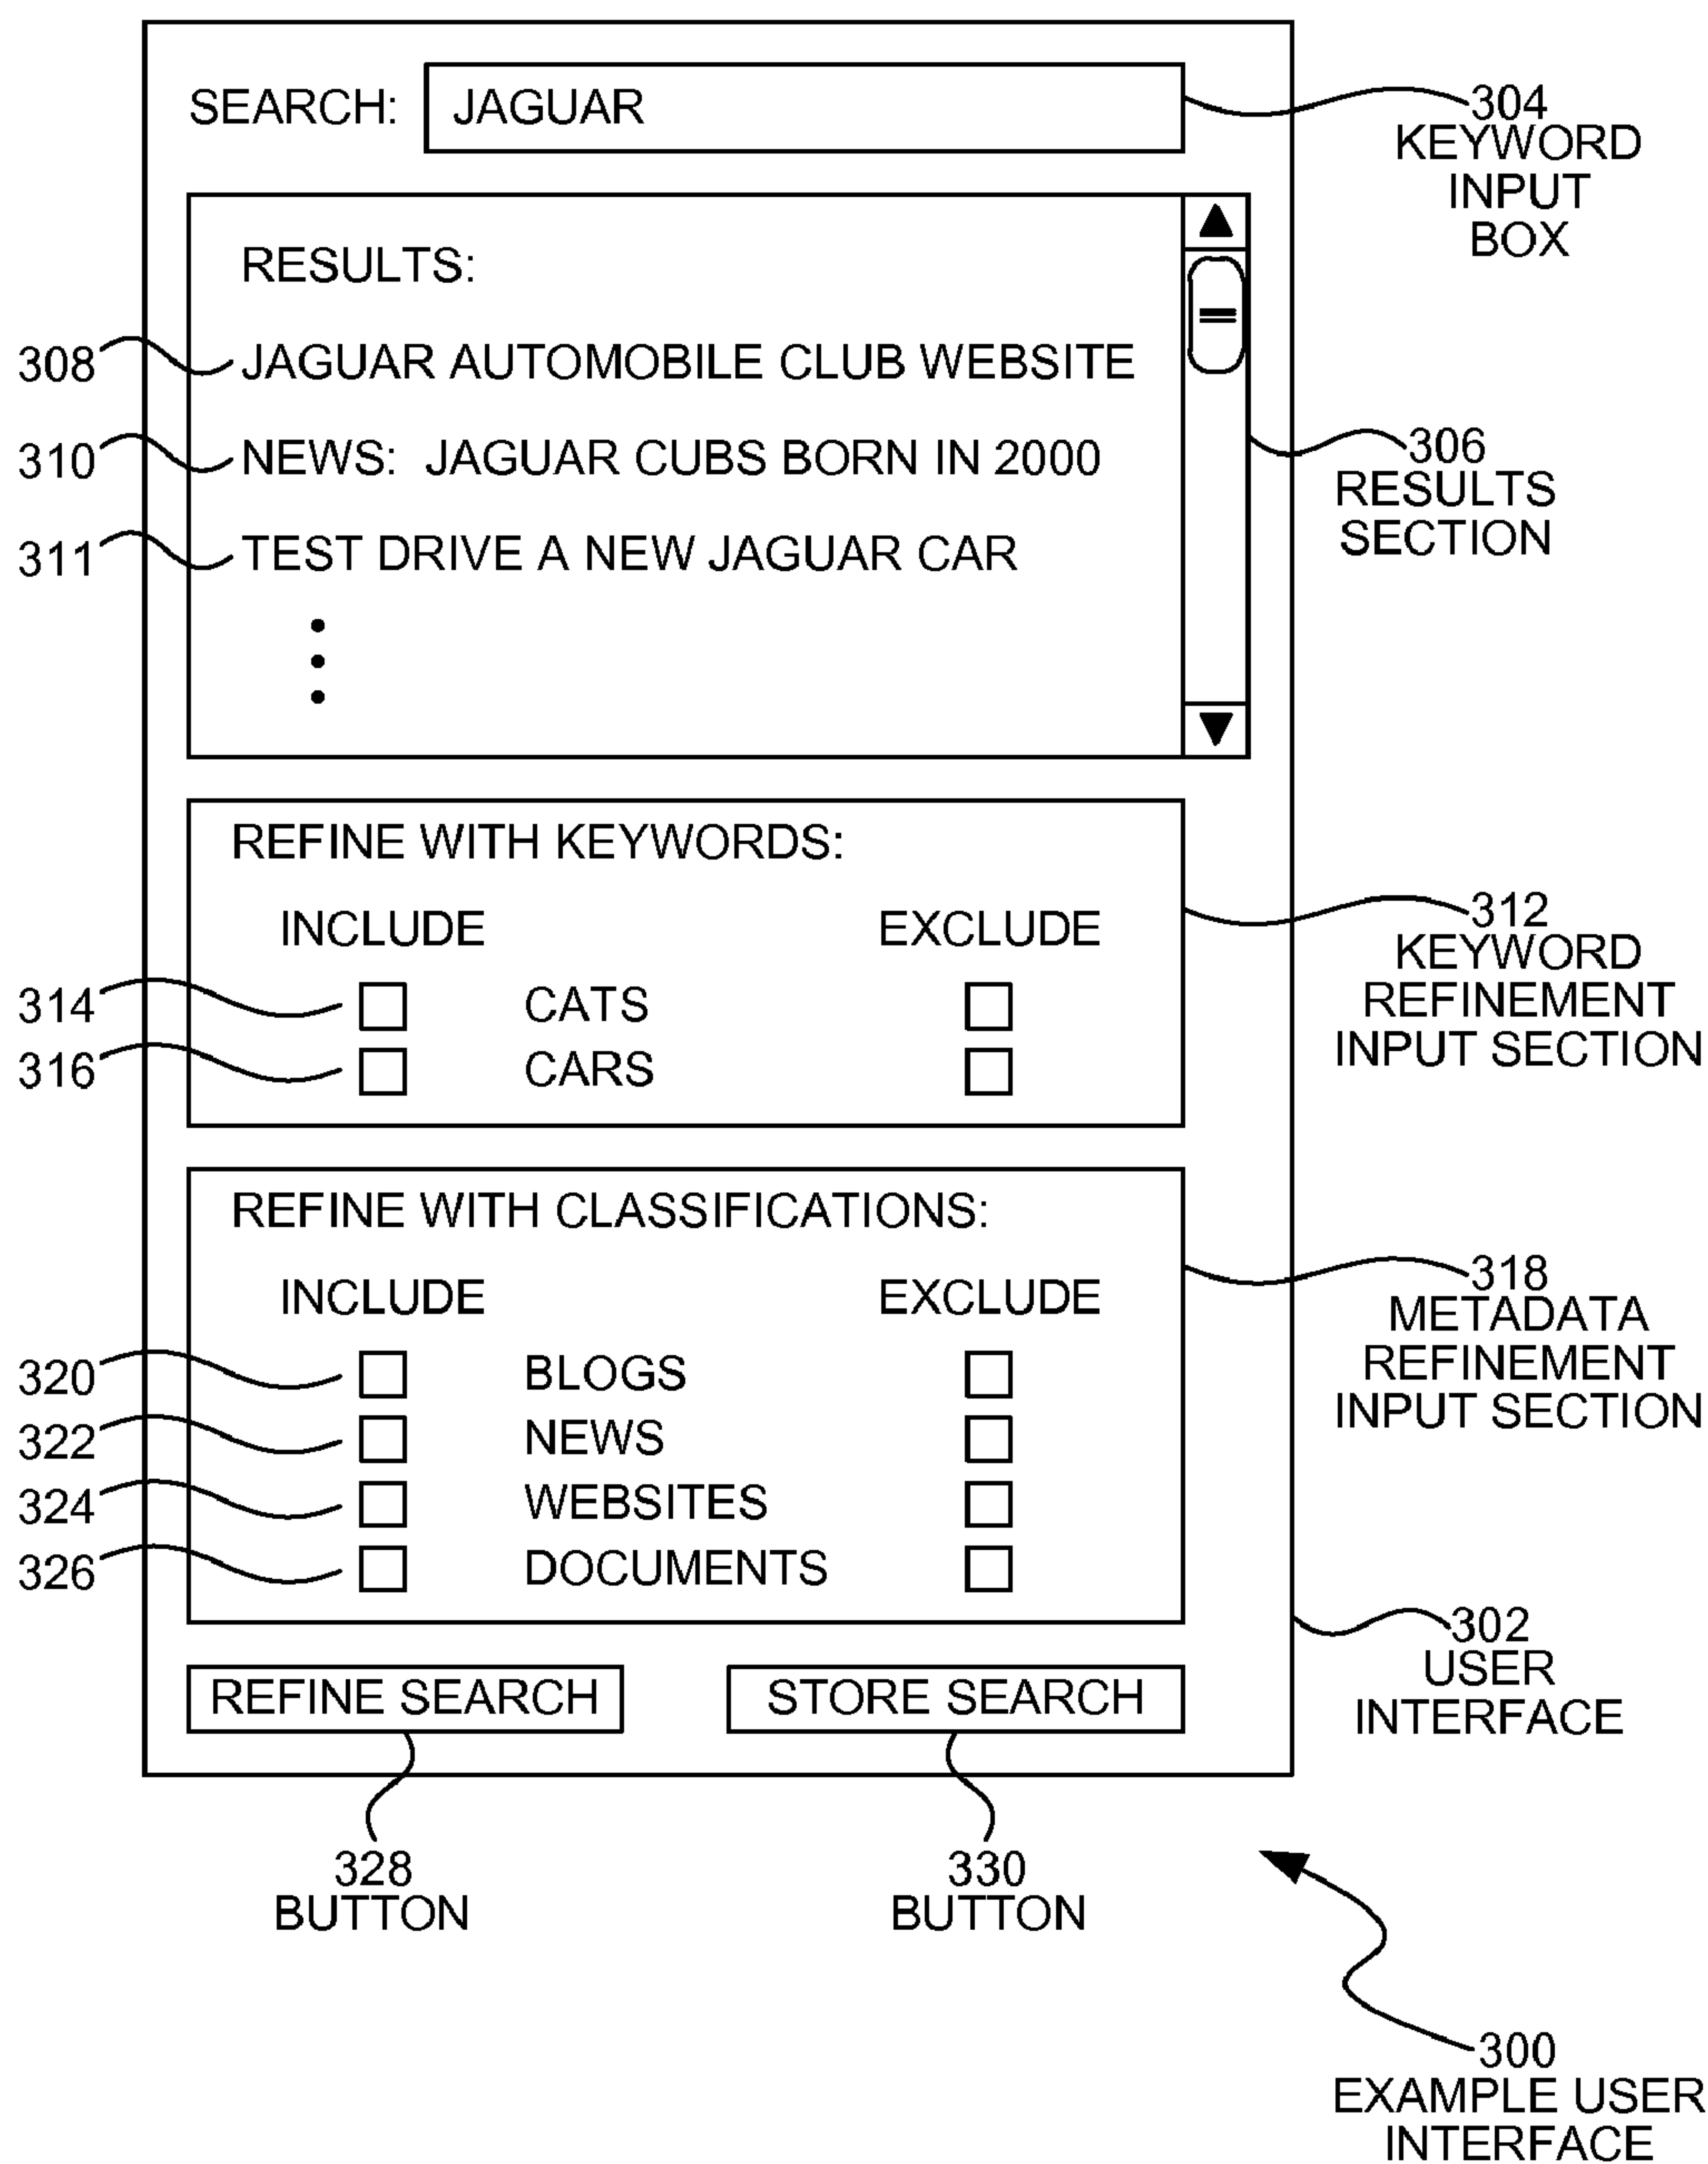 SEARCH: JAGUAR
304
KEYWORD
INPUT
BOX
RESULTS:
308 JAGUAR AUTOMOBILE CLUB WEBSITE
310 NEWS: JAGUAR CUBS BORN IN 2000
306
RESULTS
SECTION
311 TEST DRIVE A NEW JAGUAR CAR
REFINE WITH KEYWORDS:
INCLUDE EXCLUDE
312
KEYWORD
REFINEMENT
INPUT SECTION
314 CATS
316 CARS
REFINE WITH CLASSIFICATIONS:
INCLUDE EXCLUDE
318
METADATA
REFINEMENT
INPUT SECTION
320 BLOGS
322 NEWS
324 WEBSITES
326 DOCUMENTS
302
USER
INTERFACE
REFINE SEARCH STORE SEARCH
328
BUTTON
330
BUTTON
300
EXAMPLE USER
INTERFACE